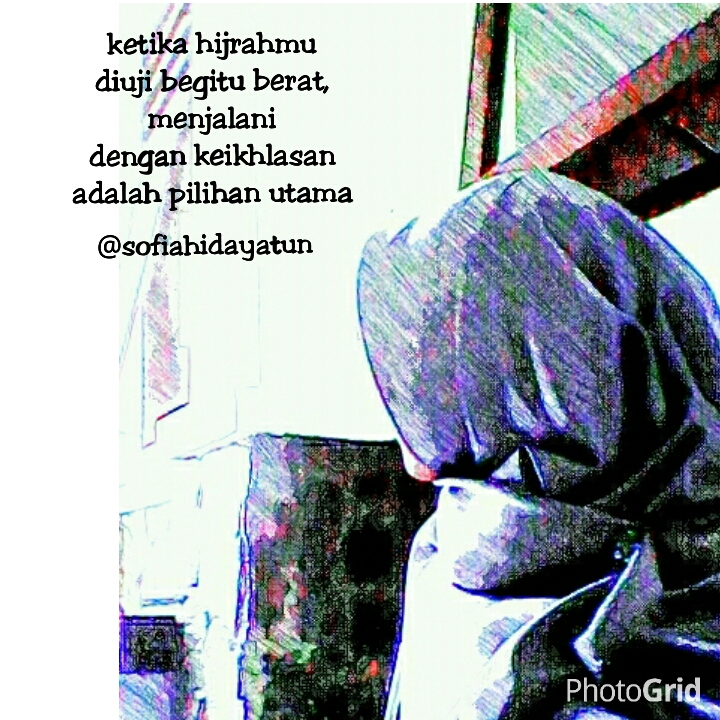 ketika hijrahmu
diuji begitu berat,
menjalani
dengan keikhlasan
adalah pilihan utama
@sofiahidayatun
PhotoGrid